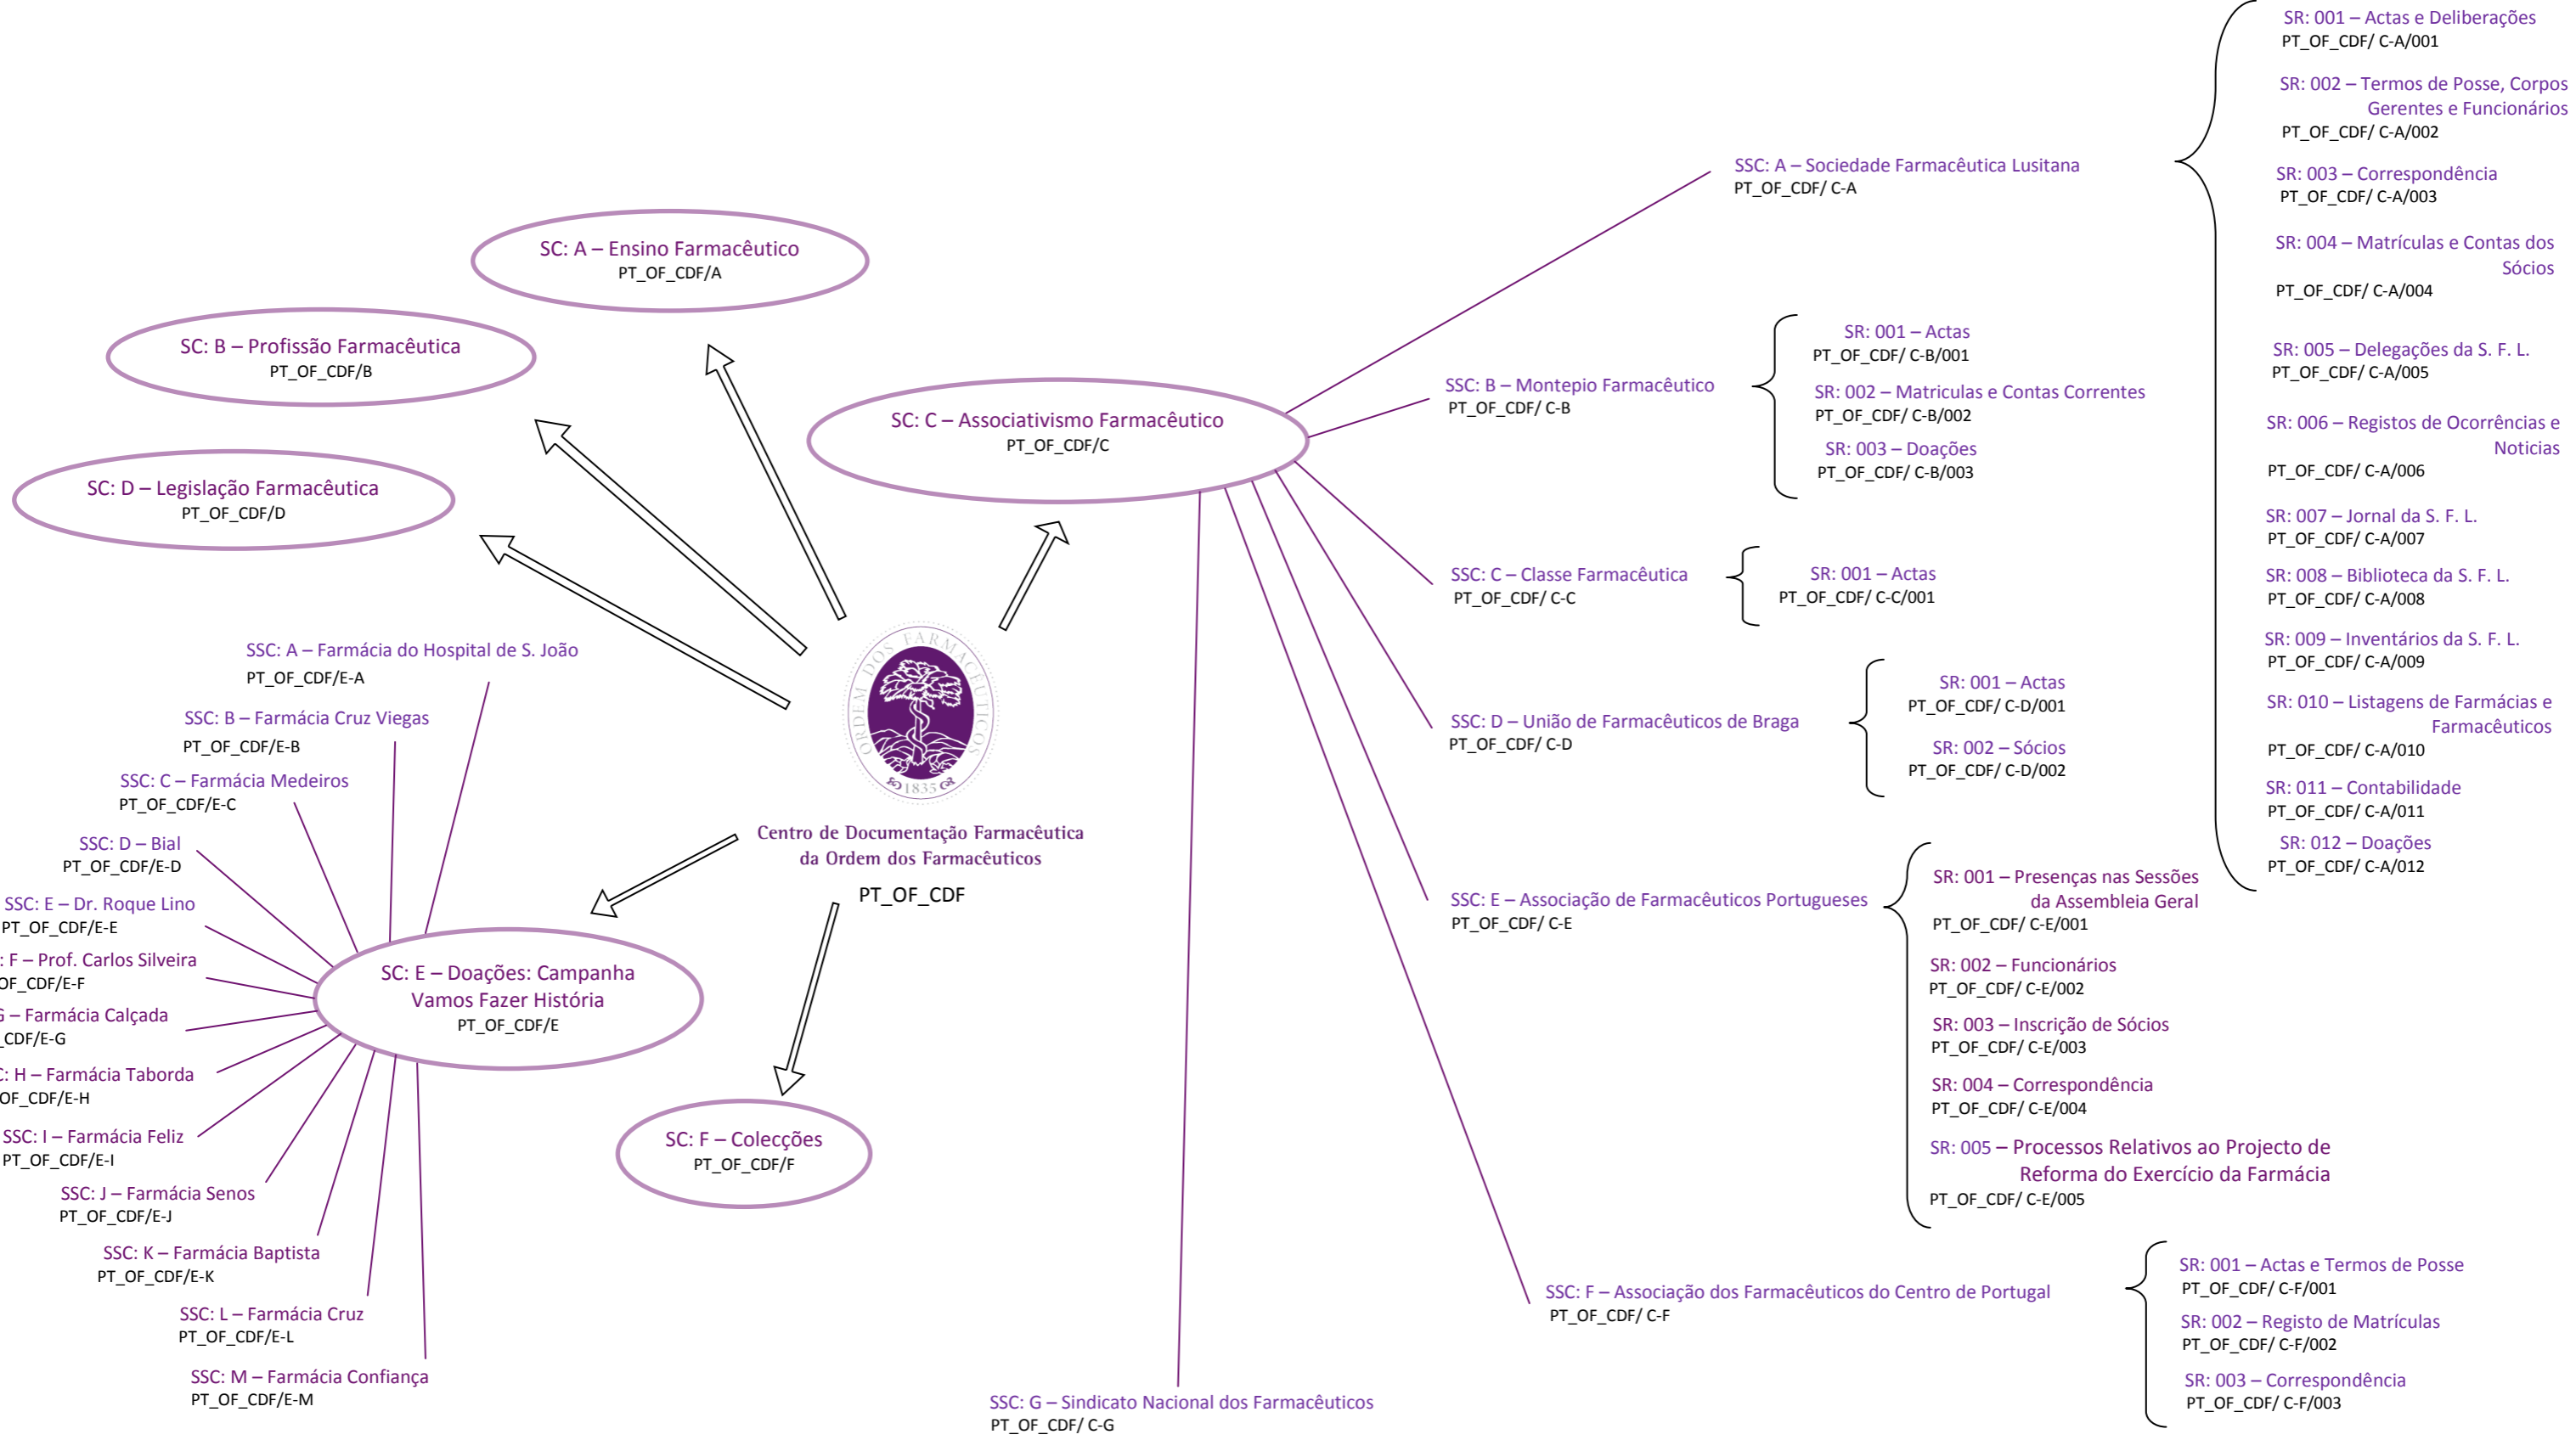 SC: A – Ensino Farmacêutico
PT_OF_CDF/A
SC: B – Profissão Farmacêutica
PT_OF_CDF/B
SC: D – Legislação Farmacêutica
PT_OF_CDF/D
SC: C – Associativismo Farmacêutico
PT_OF_CDF/C
ORDEM DOS FARMACÊUTICOS
1835
Centro de Documentação Farmacêutica
da Ordem dos Farmacêuticos
PT_OF_CDF
SSC: A – Farmácia do Hospital de S. João
PT_OF_CDF/E-A
SSC: B – Farmácia Cruz Viegas
PT_OF_CDF/E-B
SSC: C – Farmácia Medeiros
PT_OF_CDF/E-C
SSC: D – Bial
PT_OF_CDF/E-D
SSC: E – Dr. Roque Lino
PT_OF_CDF/E-E
: F – Prof. Carlos Silveira
OF_CDF/E-F
G – Farmácia Calçada
_CDF/E-G
C: H – Farmácia Taborda
OF_CDF/E-H
SSC: I – Farmácia Feliz
PT_OF_CDF/E-I
SSC: J – Farmácia Senos
PT_OF_CDF/E-J
SSC: K – Farmácia Baptista
PT_OF_CDF/E-K
SSC: L – Farmácia Cruz
PT_OF_CDF/E-L
SSC: M – Farmácia Confiança
PT_OF_CDF/E-M
SC: E – Doações: Campanha
Vamos Fazer História
PT_OF_CDF/E
SC: F – Colecções
PT_OF_CDF/F
SSC: A – Sociedade Farmacêutica Lusitana
PT_OF_CDF/ C-A
SR: 001 – Actas e Deliberações
PT_OF_CDF/ C-A/001
SR: 002 – Termos de Posse, Corpos
Gerentes e Funcionários
PT_OF_CDF/ C-A/002
SR: 003 – Correspondência
PT_OF_CDF/ C-A/003
SR: 004 – Matrículas e Contas dos
Sócios
PT_OF_CDF/ C-A/004
SR: 005 – Delegações da S. F. L.
PT_OF_CDF/ C-A/005
SR: 006 – Registos de Ocorrências e
Noticias
PT_OF_CDF/ C-A/006
SR: 007 – Jornal da S. F. L.
PT_OF_CDF/ C-A/007
SR: 008 – Biblioteca da S. F. L.
PT_OF_CDF/ C-A/008
SR: 009 – Inventários da S. F. L.
PT_OF_CDF/ C-A/009
SR: 010 – Listagens de Farmácias e
Farmacêuticos
PT_OF_CDF/ C-A/010
SR: 011 – Contabilidade
PT_OF_CDF/ C-A/011
SR: 012 – Doações
PT_OF_CDF/ C-A/012
SSC: B – Montepio Farmacêutico
PT_OF_CDF/ C-B
SR: 001 – Actas
PT_OF_CDF/ C-B/001
SR: 002 – Matriculas e Contas Correntes
PT_OF_CDF/ C-B/002
SR: 003 – Doações
PT_OF_CDF/ C-B/003
SSC: C – Classe Farmacêutica
PT_OF_CDF/ C-C
SR: 001 – Actas
PT_OF_CDF/ C-C/001
SSC: D – União de Farmacêuticos de Braga
PT_OF_CDF/ C-D
SR: 001 – Actas
PT_OF_CDF/ C-D/001
SR: 002 – Sócios
PT_OF_CDF/ C-D/002
SSC: E – Associação de Farmacêuticos Portugueses
PT_OF_CDF/ C-E
SR: 001 – Presenças nas Sessões
da Assembleia Geral
PT_OF_CDF/ C-E/001
SR: 002 – Funcionários
PT_OF_CDF/ C-E/002
SR: 003 – Inscrição de Sócios
PT_OF_CDF/ C-E/003
SR: 004 – Correspondência
PT_OF_CDF/ C-E/004
SR: 005 – Processos Relativos ao Projecto de
Reforma do Exercício da Farmácia
PT_OF_CDF/ C-E/005
SSC: F – Associação dos Farmacêuticos do Centro de Portugal
PT_OF_CDF/ C-F
SR: 001 – Actas e Termos de Posse
PT_OF_CDF/ C-F/001
SR: 002 – Registo de Matrículas
PT_OF_CDF/ C-F/002
SR: 003 – Correspondência
PT_OF_CDF/ C-F/003
SSC: G – Sindicato Nacional dos Farmacêuticos
PT_OF_CDF/ C-G